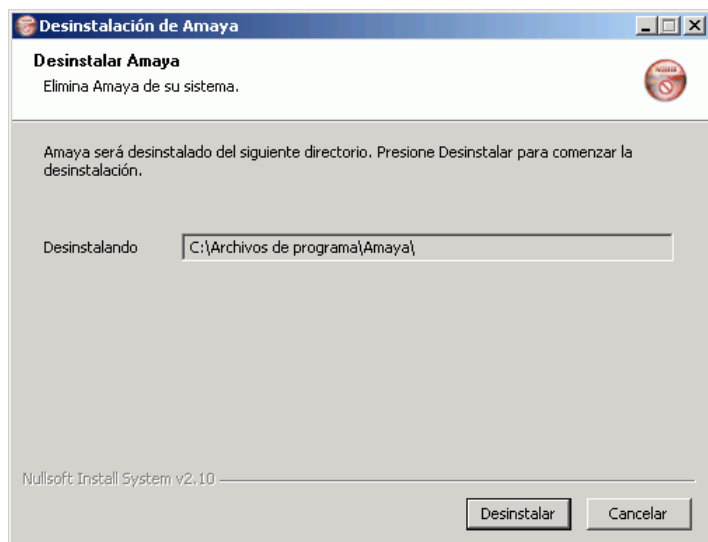 Desinstalación de Amaya
Desinstalar Amaya
Elimina Amaya de su sistema.
Amaya será desinstalado del siguiente directorio. Presione Desinstalar para comenzar la
desinstalación.
Desinstalando
C:\Archivos de programa\Amaya\
Nullsoft Install System v2.10
Desinstalar
Cancelar